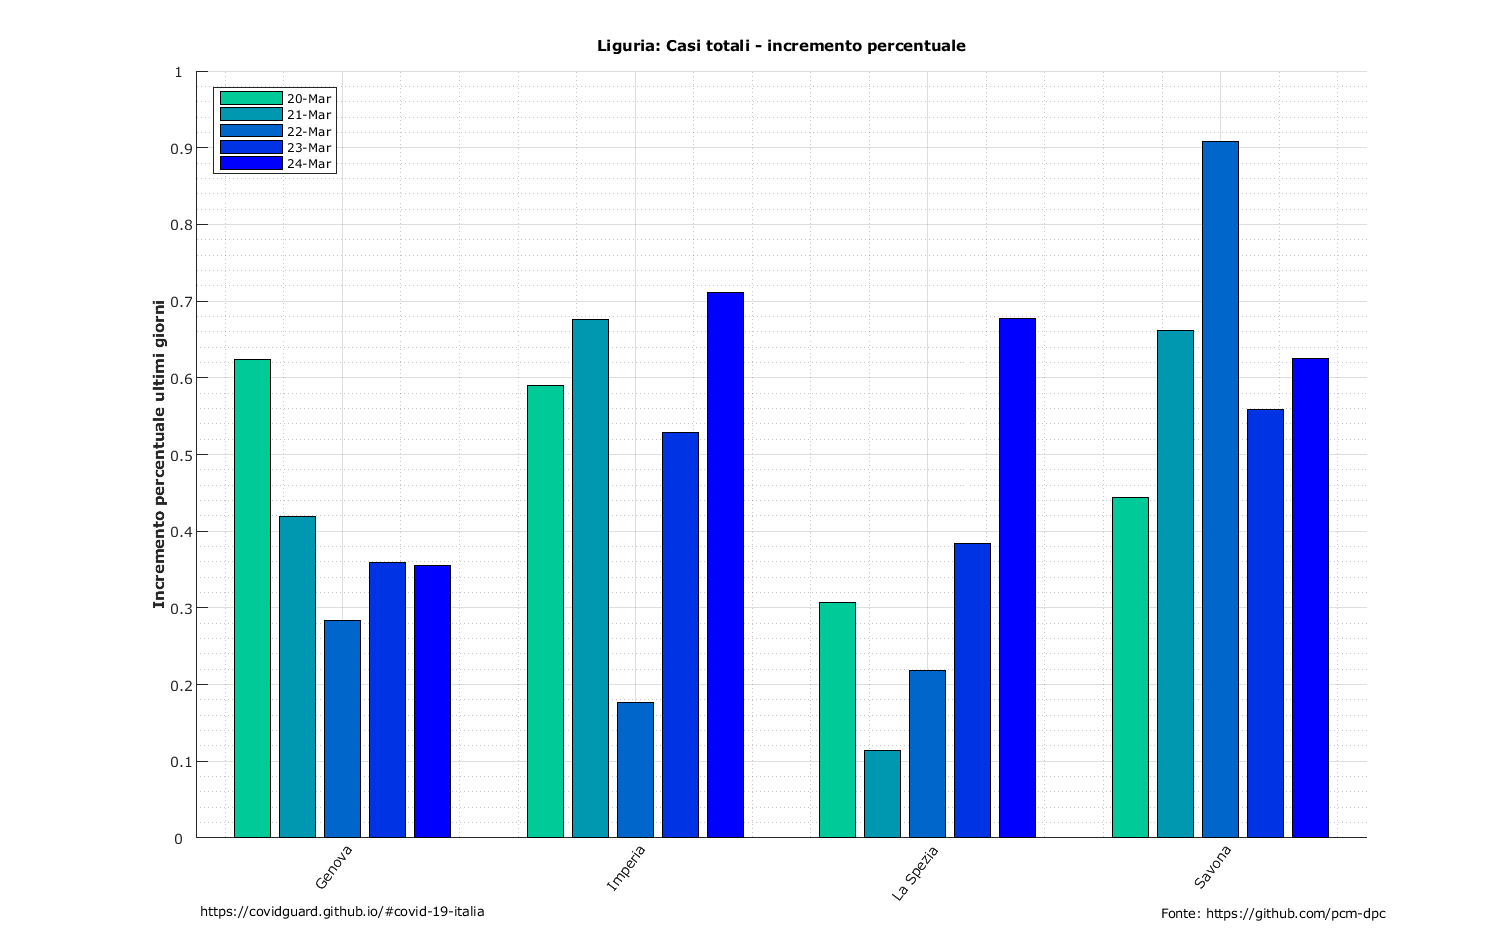 Liguria: Casi totali - incremento percentuale
Incremento percentuale ultimi giorni
1
0.9
0.8
0.7
0.6
0.5
0.4
0.3
0.2
0.1
0
20-Mar
21-Mar
22-Mar
23-Mar
24-Mar
Genova
Imperia
La Spezia
Savona
https://covidguard.github.io/#covid-19-italia
Fonte: https://github.com/pcm-dpc